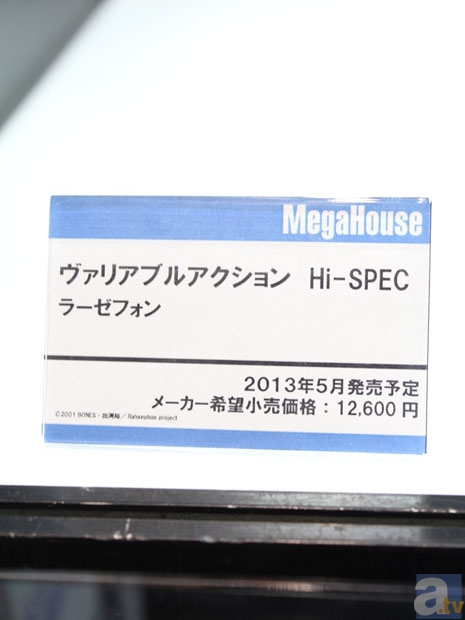 MegaHouse
ヴァリアブルアクション Hi-SPEC
ラーゼフォン
2013年5月発売予定
メーカー希望小売価格：12,600円
©2001 BONES・出渕裕／Rahxephon project
a.tv